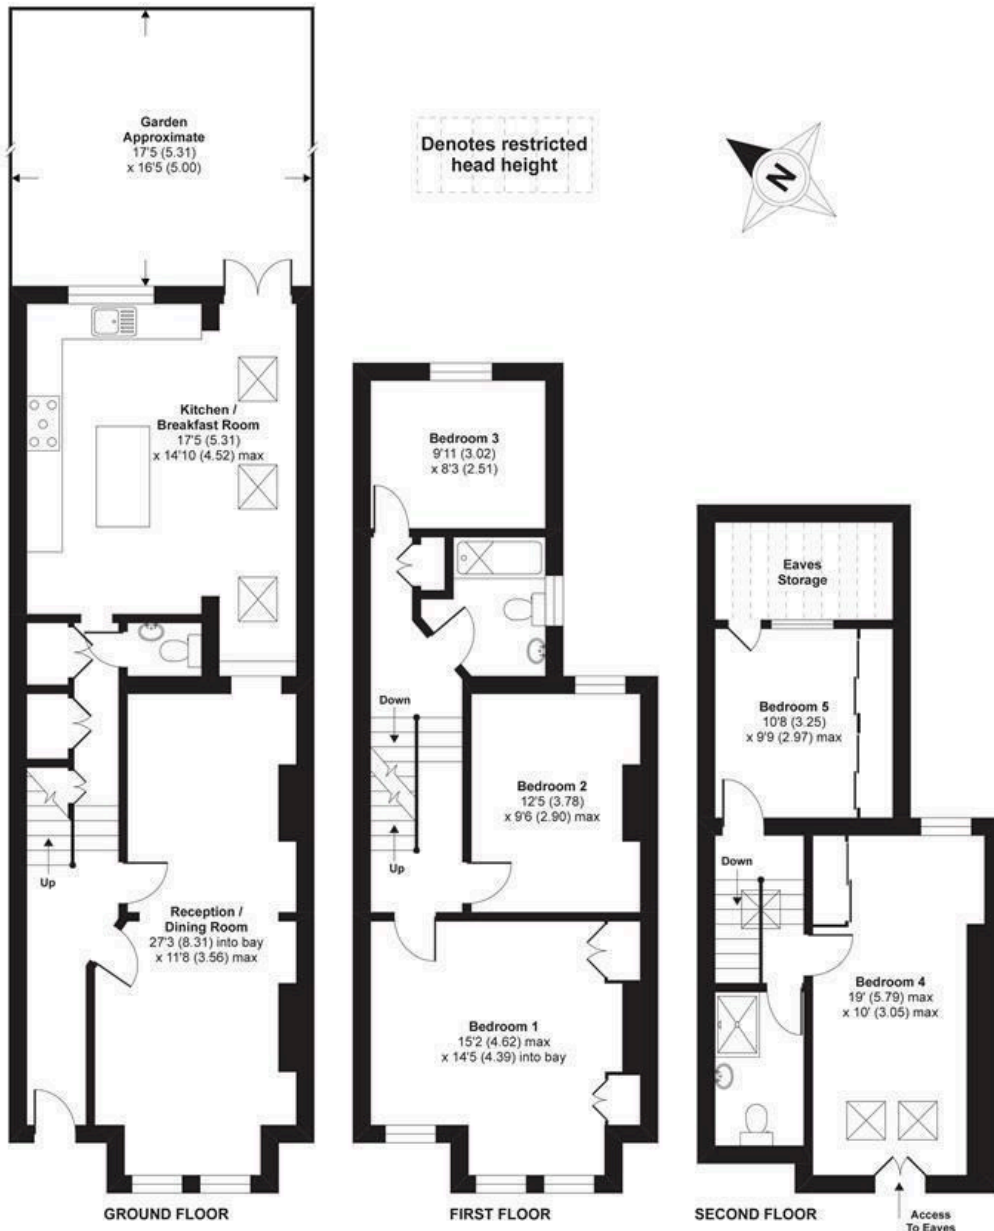 Garden
Approximate
17'5 (5.31)
x 16'5 (5.00)
Denotes restricted
head height
N
Kitchen /
Breakfast Room
17'5 (5.31)
x 14'10 (4.52) max
Up
Reception /
Dining Room
27'3 (8.31) into bay
x 11'8 (3.56) max
GROUND FLOOR
Bedroom 3
9'11 (3.02)
x 8'3 (2.51)
Down
Bedroom 2
12'5 (3.78)
x 9'6 (2.90) max
Up
Bedroom 1
15'2 (4.62) max
x 14'5 (4.39) into bay
FIRST FLOOR
Eaves
Storage
Bedroom 5
10'8 (3.25)
x 9'9 (2.97) max
Down
Bedroom 4
19' (5.79) max
x 10' (3.05) max
SECOND FLOOR
Access
To Eaves